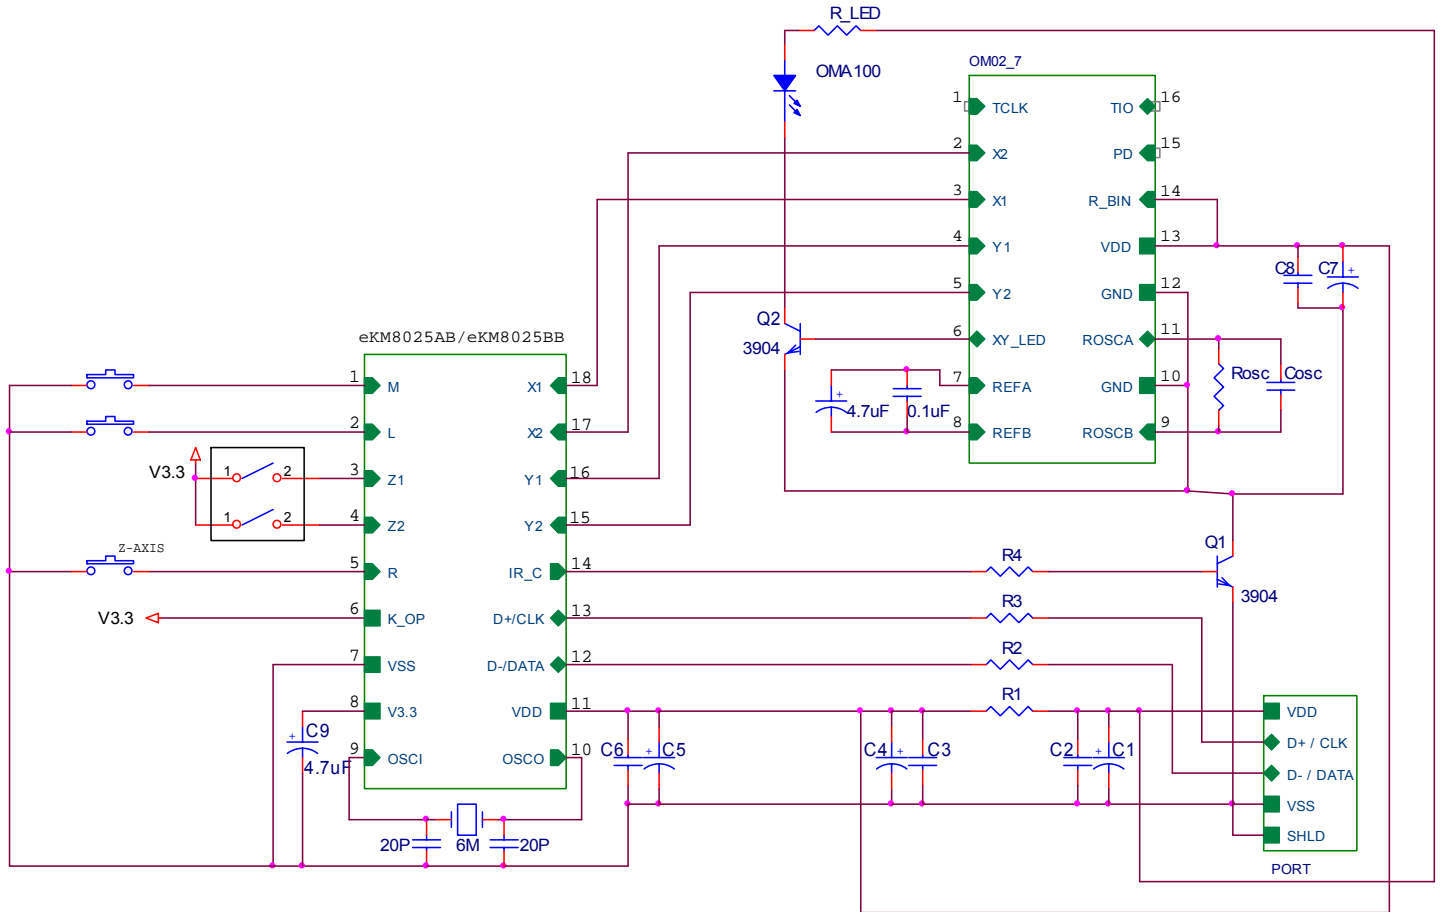 R_LED
OMA100
OM02_7
1 TCLK TIO 16
2 X2 PD 15
3 X1 R_BIN 14
4 Y1 VDD 13
5 Y2 GND 12
6 XY_LED ROSCA 11
7 REFA GND 10
8 REFB ROSCB 9
C8 + C7
Q2
3904
+ 4.7uF 0.1uF
Rosc Cosc
eKM8025AB/eKM8025BB
1 M X1 18
2 L X2 17
3 Z1 Y1 16
4 Z2 Y2 15
5 R IR_C 14
6 K_OP D+/CLK 13
7 VSS D-/DATA 12
8 V3.3 VDD 11
9 OSCI OSCO 10
V3.3
1 2
1 2
Z-AXIS
V3.3
+ C9
4.7uF
20P 6M 20P
R4
R3
R2
R1
Q1
3904
C6 + C5
C4 + C3
C2 + C1
VDD
D+ / CLK
D- / DATA
VSS
SHLD
PORT